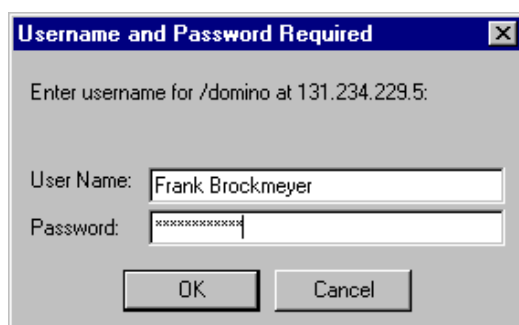 Username and Password Required
Enter username for /domino at 131.234.229.5:
User Name: Frank Brockmeyer
Password: ************
OK Cancel